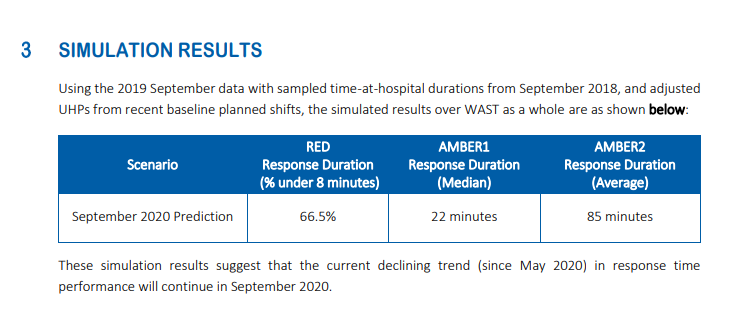 3 SIMULATION RESULTS
Using the 2019 September data with sampled time-at-hospital durations from September 2018, and adjusted
UHPs from recent baseline planned shifts, the simulated results over WAST as a whole are as shown below:
Scenario
RED
Response Duration
(% under 8 minutes)
AMBER1
Response Duration
(Median)
AMBER2
Response Duration
(Average)
September 2020 Prediction
66.5%
22 minutes
85 minutes
These simulation results suggest that the current declining trend (since May 2020) in response time
performance will continue in September 2020.